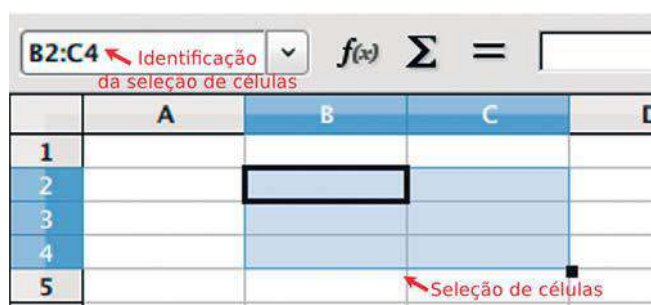 B2:C4 Identificação f(x) Σ =
da seleção de células
A B C D
1
2
3
4
5 Seleção de células